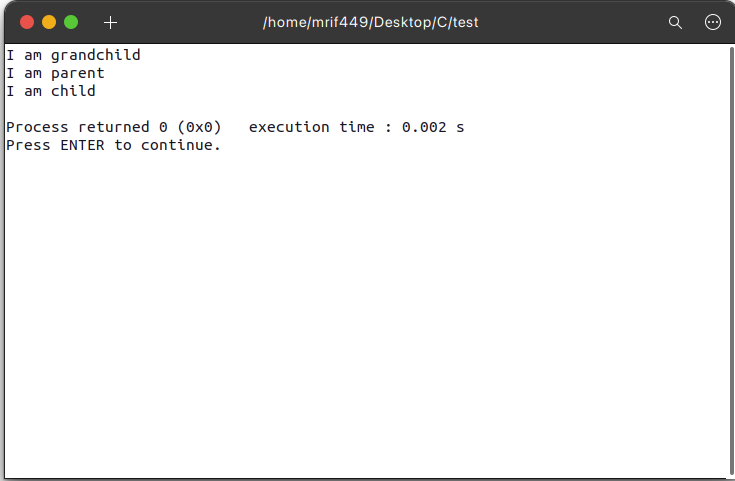 /home/mrif449/Desktop/C/test
I am grandchild
I am parent
I am child
Process returned 0 (0x0)   execution time : 0.002 s
Press ENTER to continue.